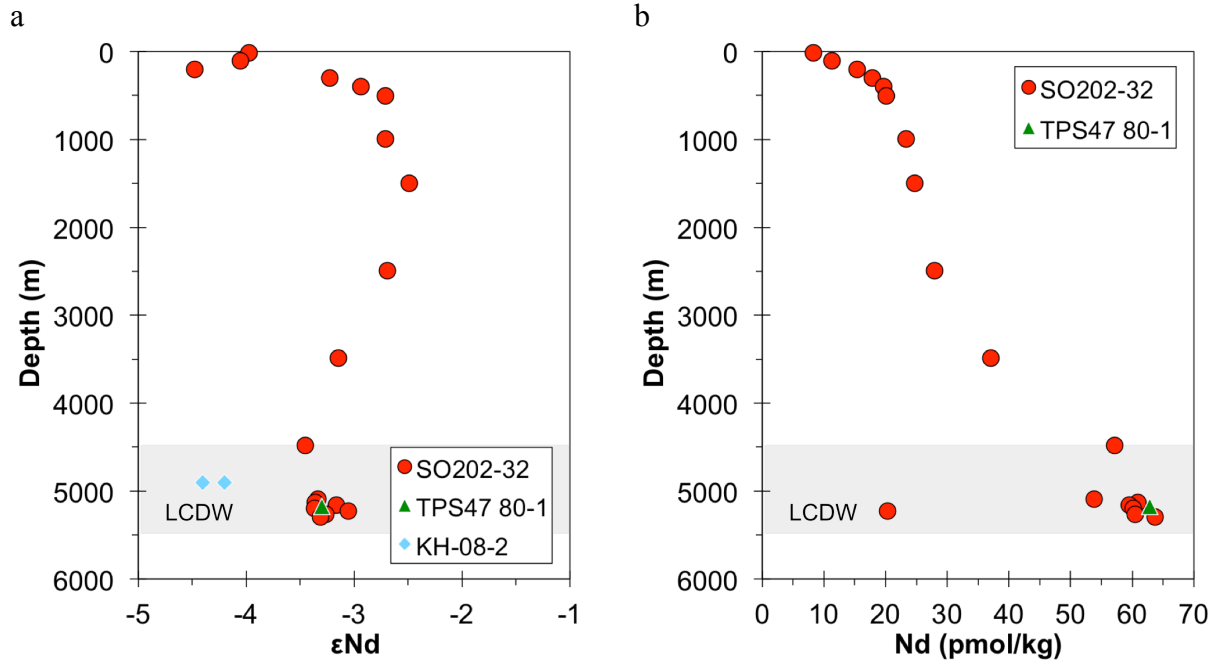 a
0
1000
2000
3000
4000
5000
6000
Depth (m)
-5
-4
-3
-2
-1
εNd
LCDW
SO202-32
TPS47 80-1
KH-08-2
b
0
1000
2000
3000
4000
5000
6000
Depth (m)
0
10
20
30
40
50
60
70
Nd (pmol/kg)
LCDW
SO202-32
TPS47 80-1